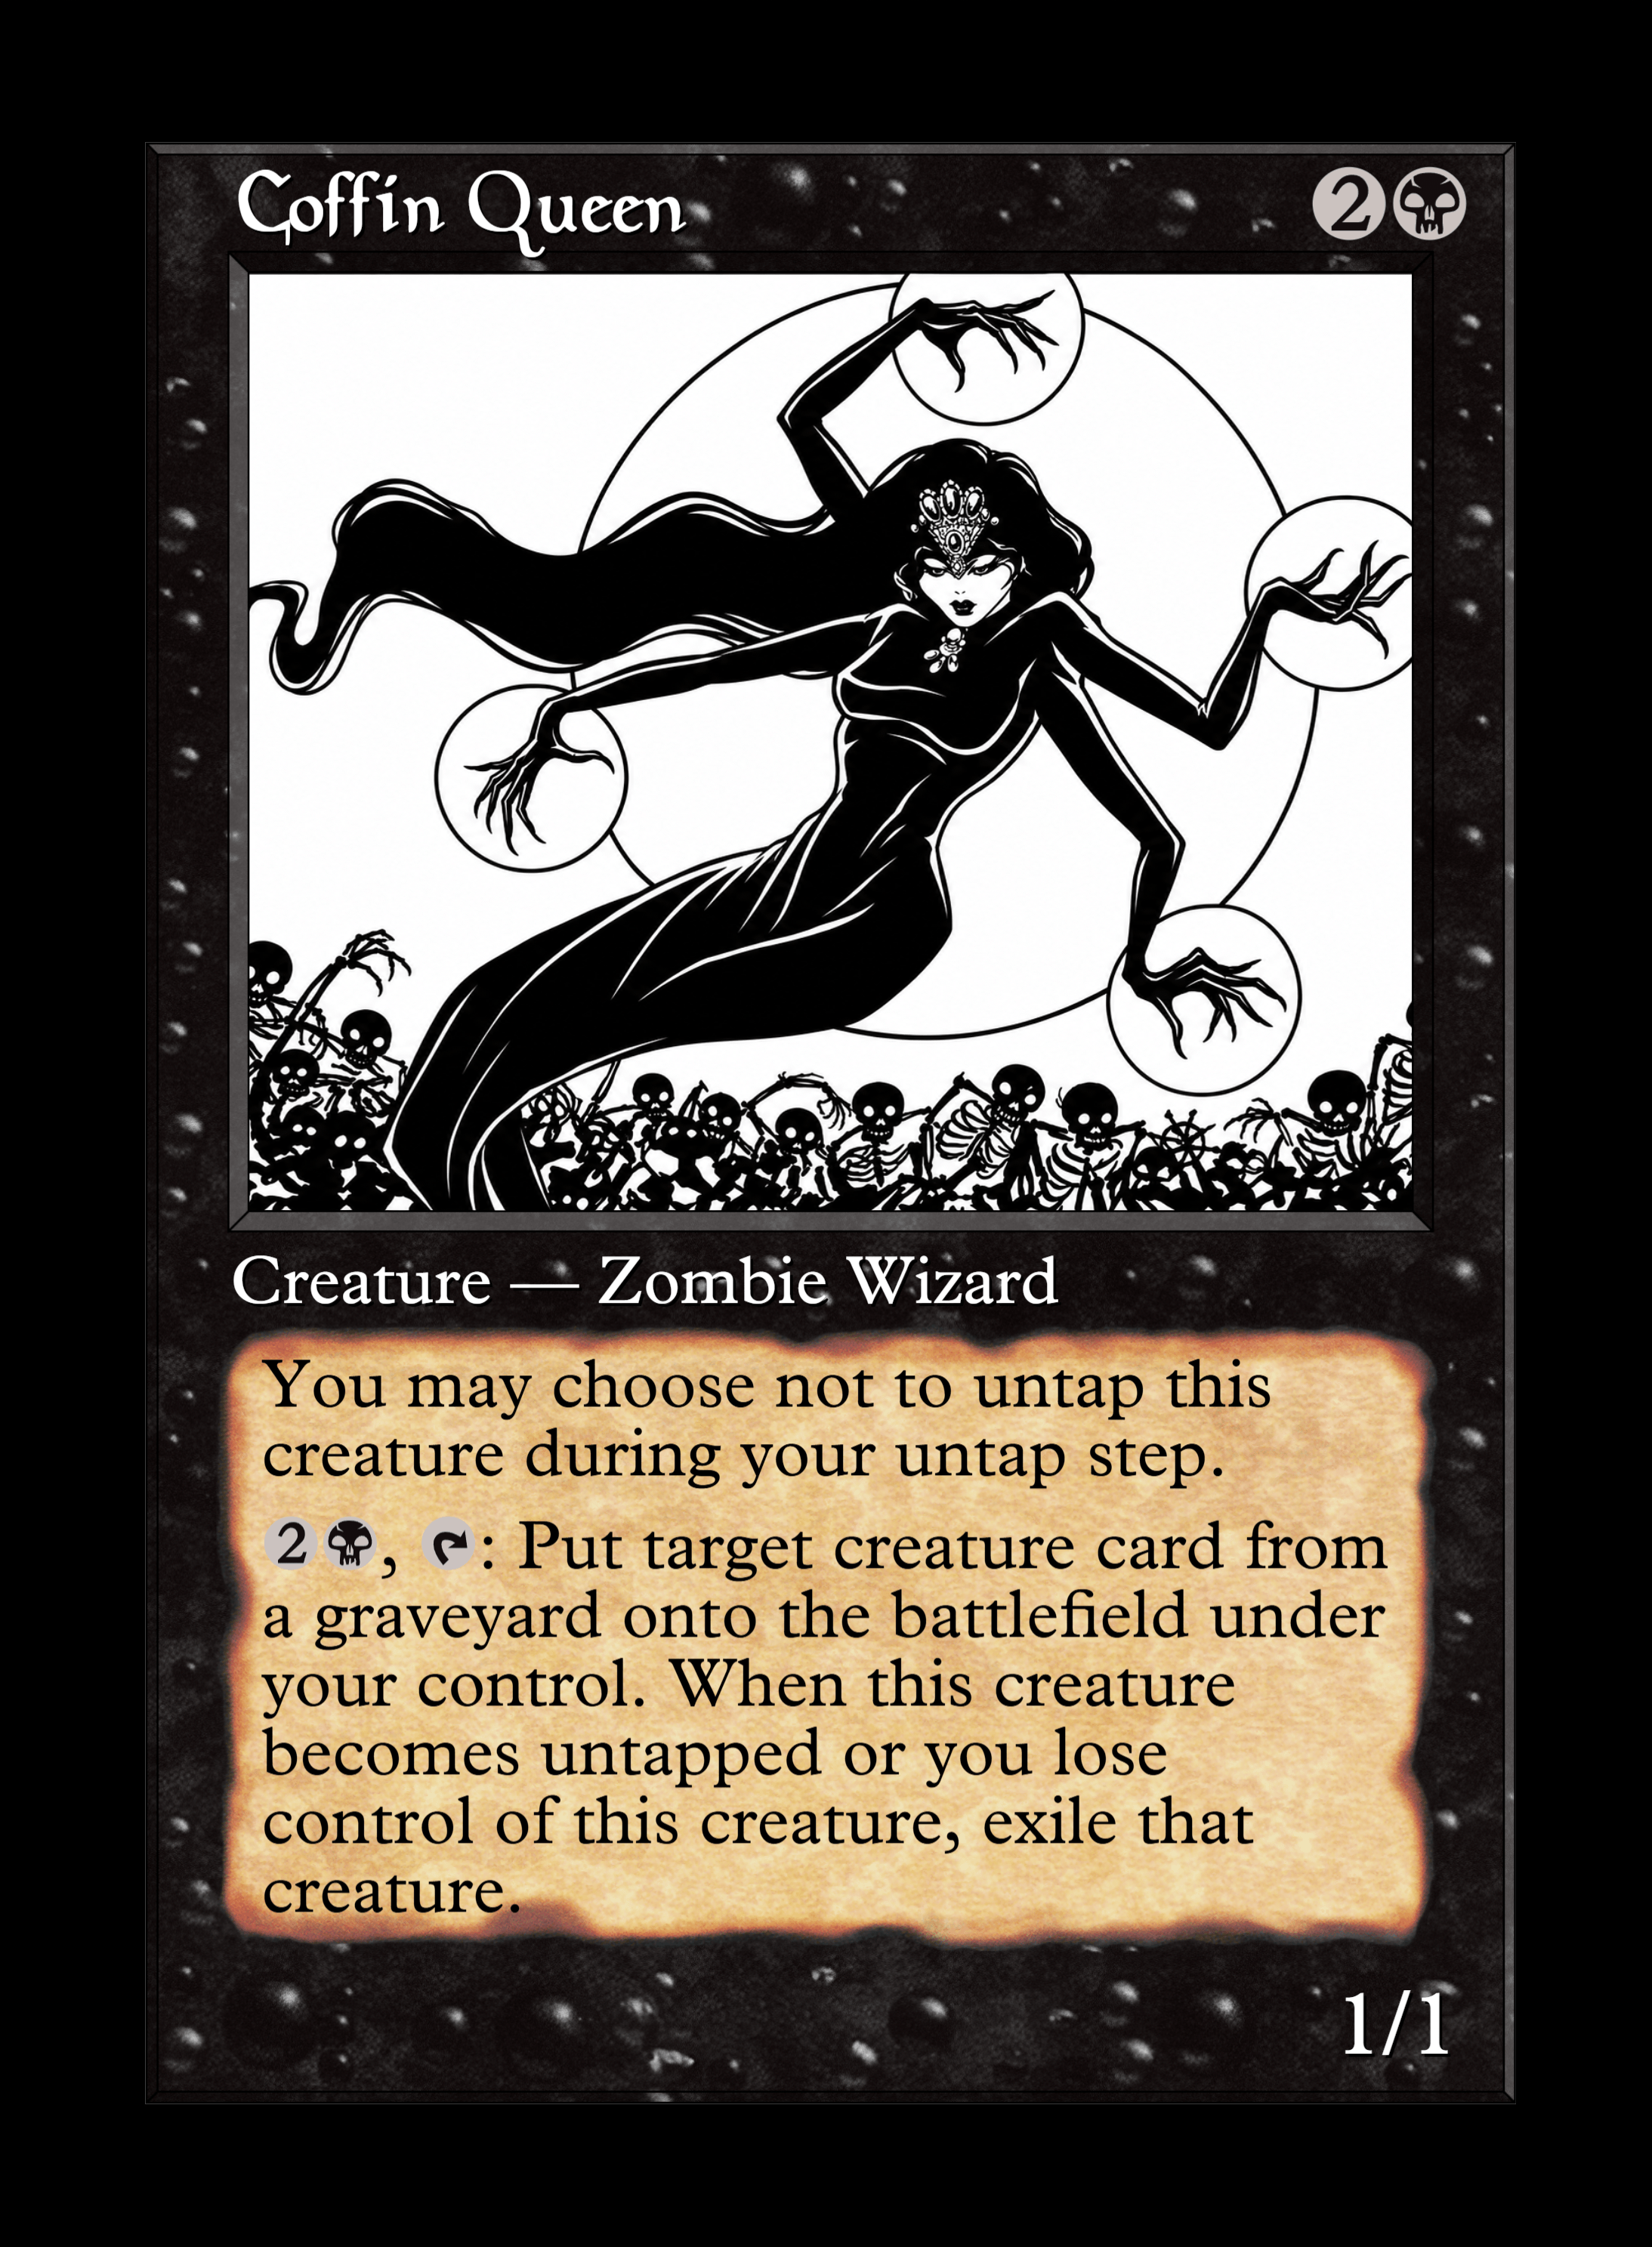 Coffin Queen 2
Creature — Zombie Wizard
You may choose not to untap this
creature during your untap step.
2, : Put target creature card from
a graveyard onto the battlefield under
your control. When this creature
becomes untapped or you lose
control of this creature, exile that
creature.
1/1